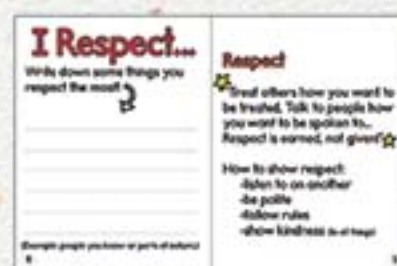 I Respect...
Write down some things you
respect the most!
(Example people you know or parts of nature)
Respect
Treat others how you want to
be treated. Talk to people how
you want to be spoken to...
Respect is earned, not given!
How to show respect:
-listen to on another
-be polite
-follow rules
-show kindness